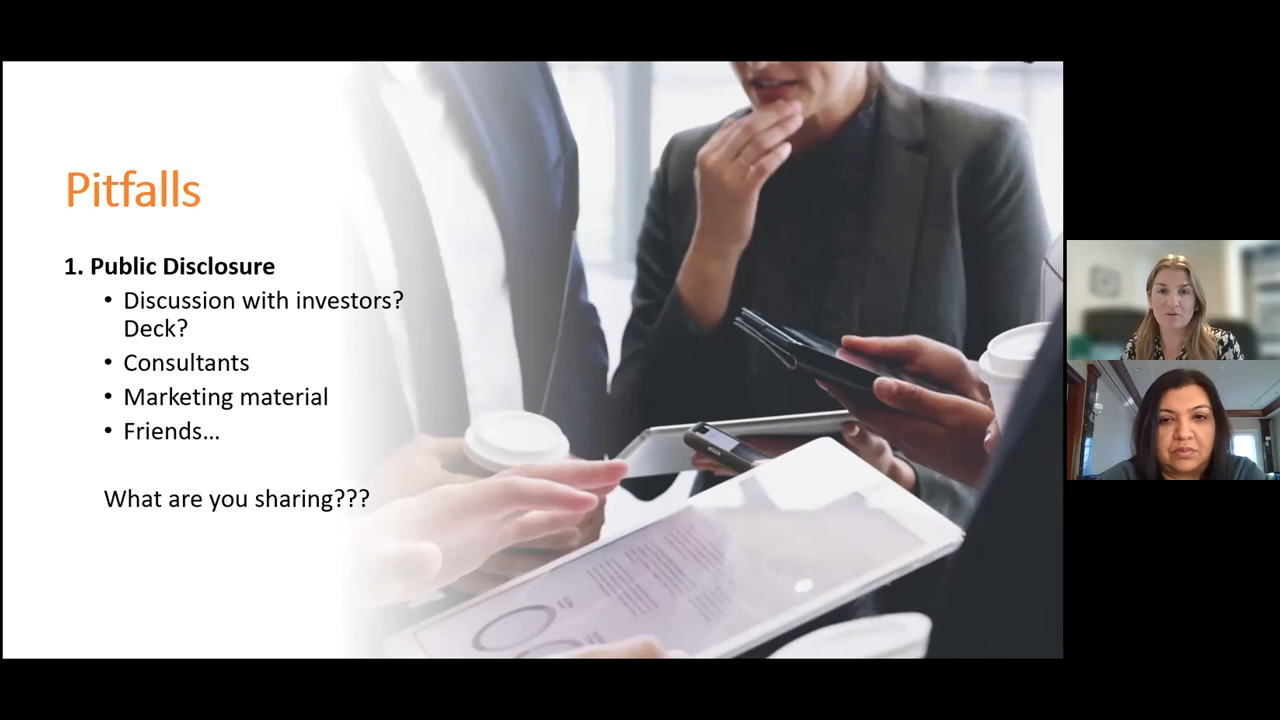 Pitfalls
1. Public Disclosure
• Discussion with investors?
Deck?
• Consultants
• Marketing material
• Friends…
What are you sharing???